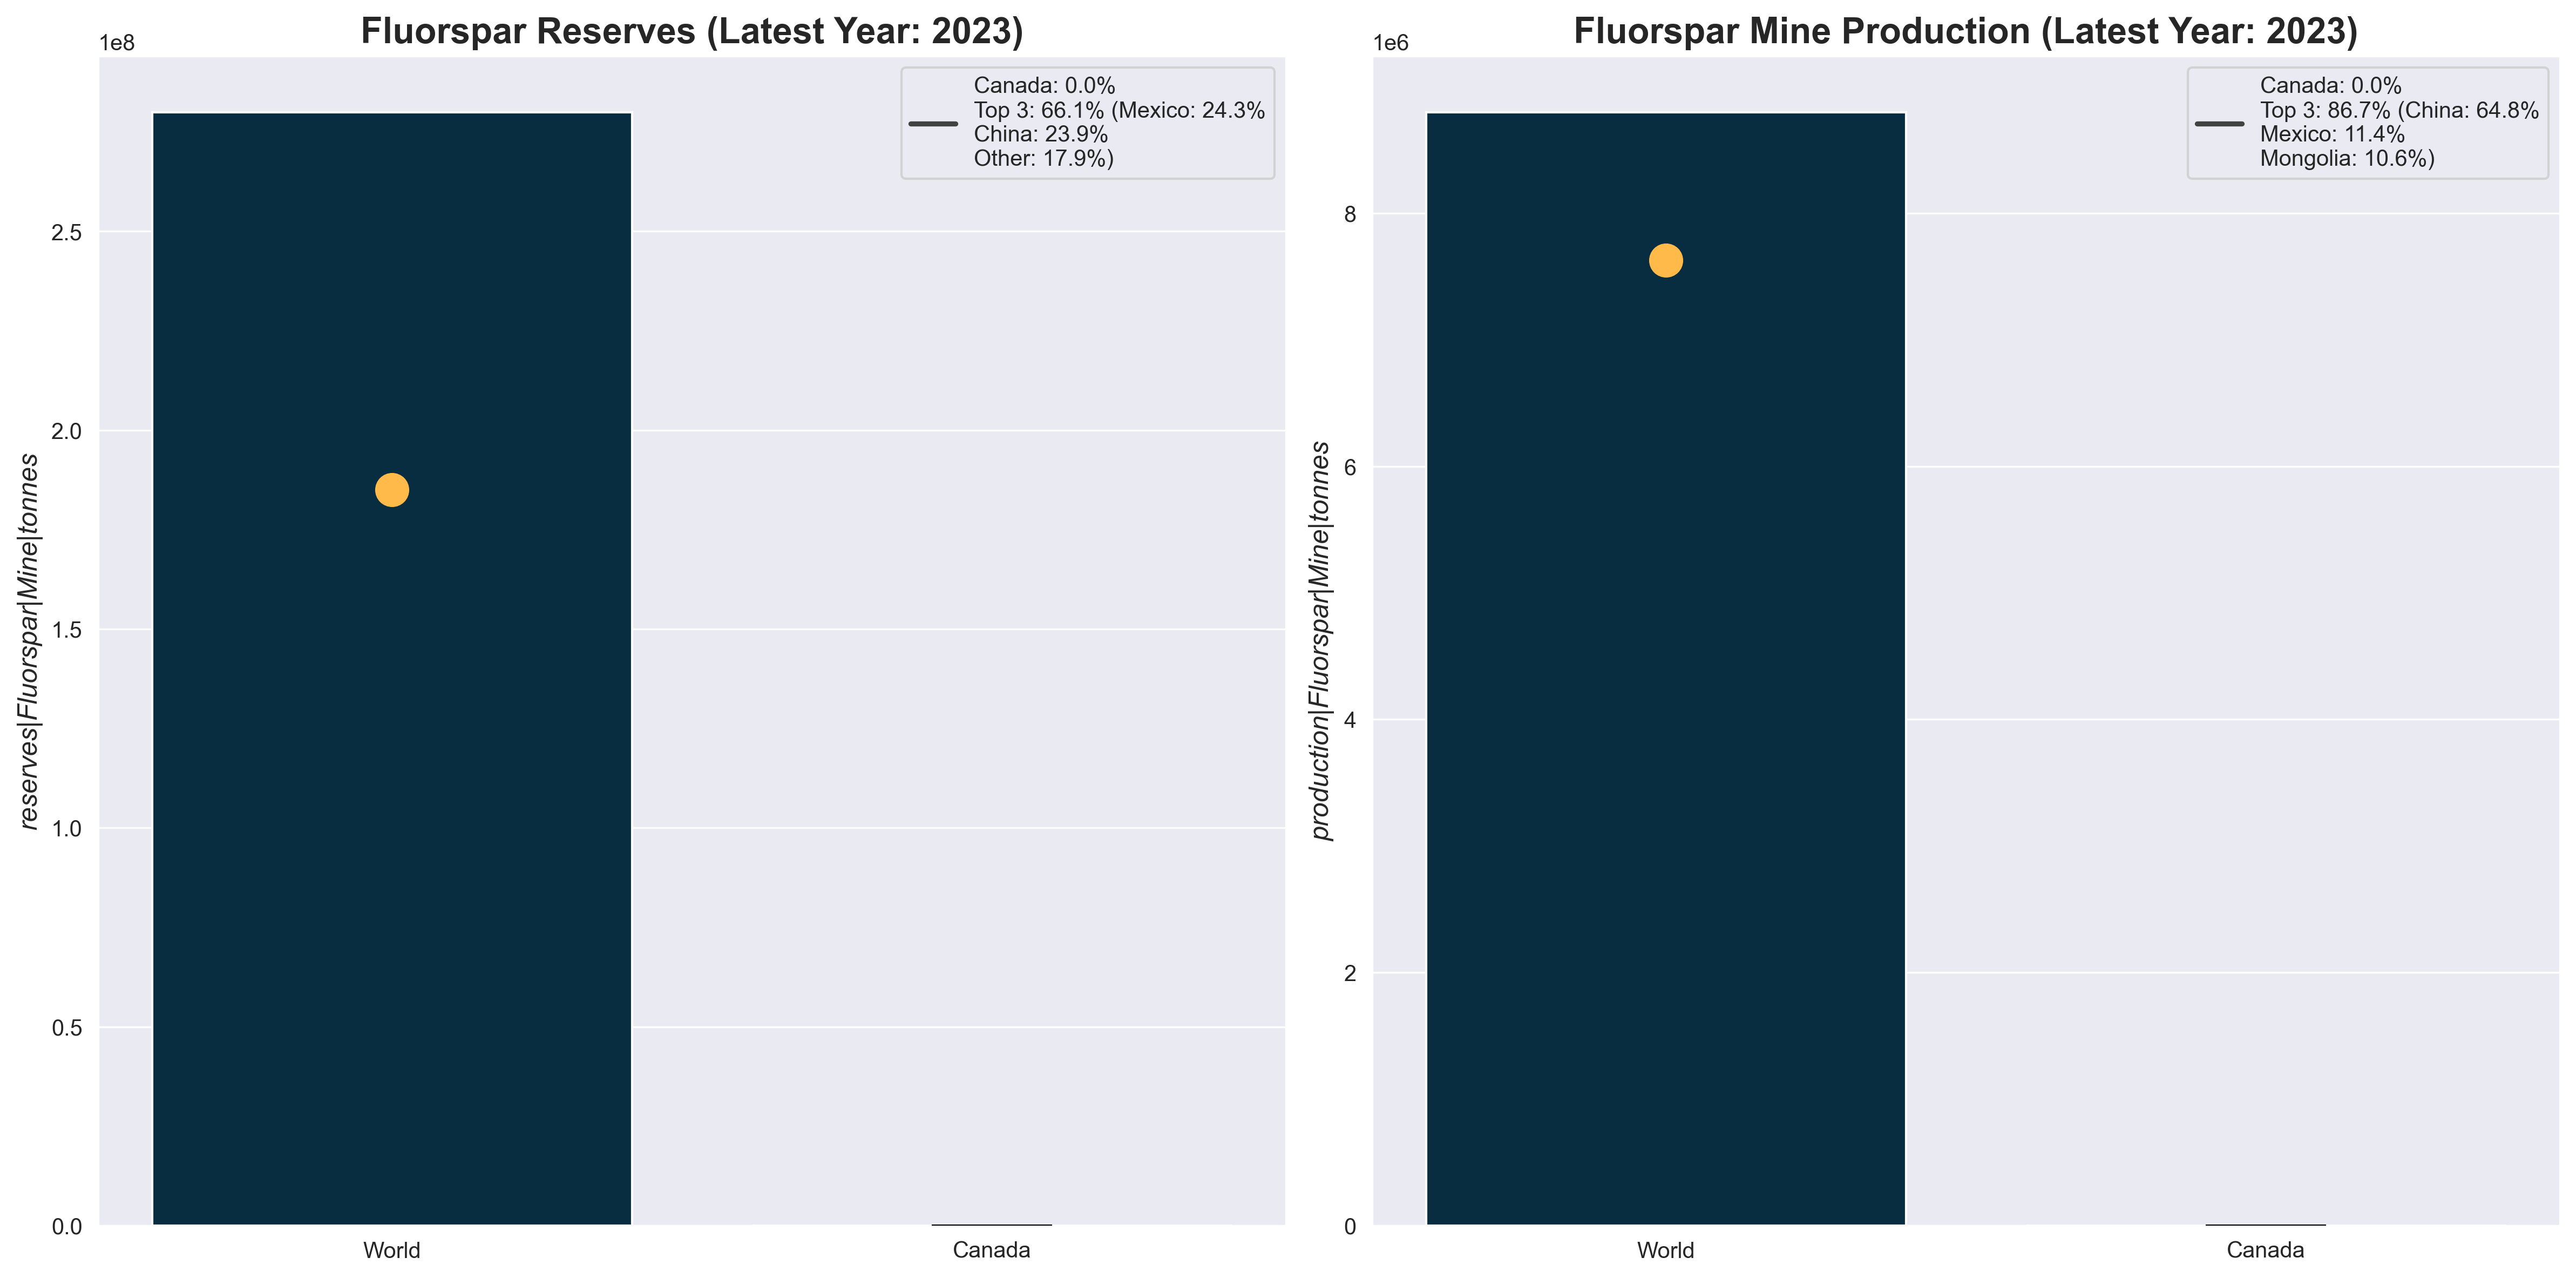 Fluorspar Reserves (Latest Year: 2023)
1e8
Canada: 0.0%
Top 3: 66.1% (Mexico: 24.3%
China: 23.9%
Other: 17.9%)
reserves|Fluorspar|Mine|tonnes
2.5
2.0
1.5
1.0
0.5
0.0
World
Canada
Fluorspar Mine Production (Latest Year: 2023)
1e6
Canada: 0.0%
Top 3: 86.7% (China: 64.8%
Mexico: 11.4%
Mongolia: 10.6%)
production|Fluorspar|Mine|tonnes
8
6
4
2
0
World
Canada